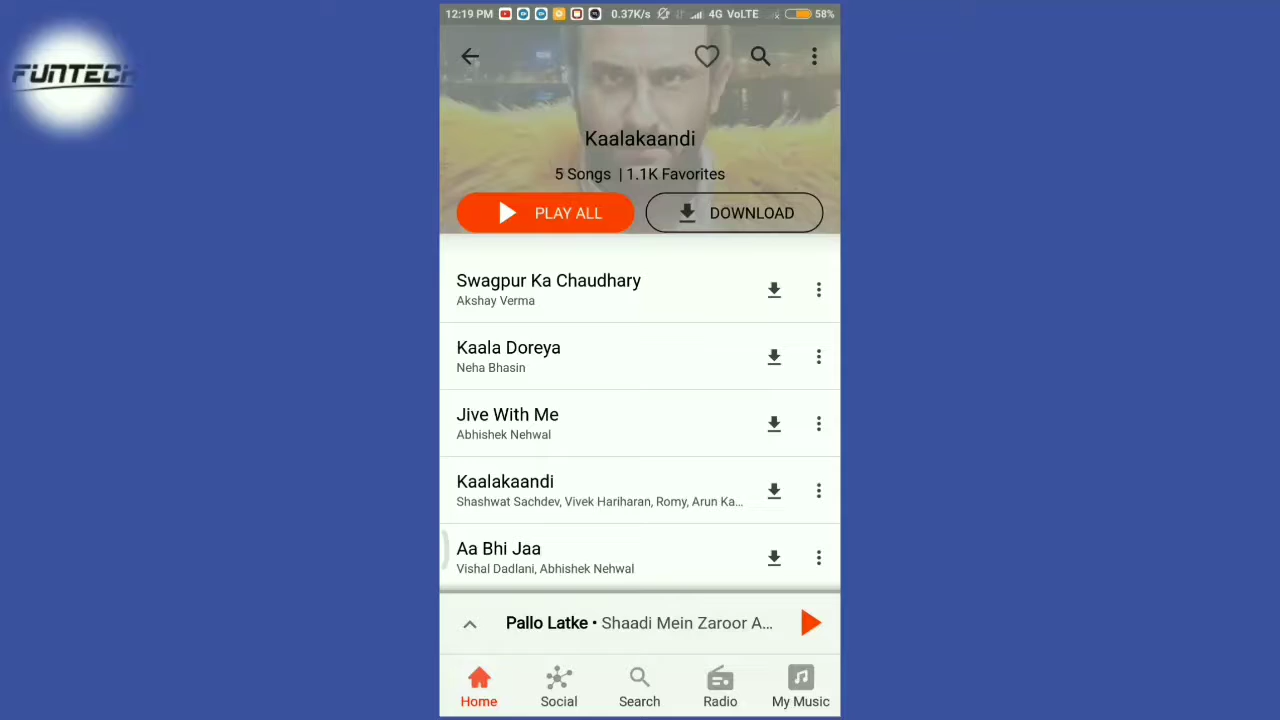 FUNTECH
12:19 PM 0.37K/s 4G VoLTE 58%
Kaalakaandi
5 Songs | 1.1K Favorites
PLAY ALL
DOWNLOAD
Swagpur Ka Chaudhary
Akshay Verma
Kaala Doreya
Neha Bhasin
Jive With Me
Abhishek Nehwal
Kaalakaandi
Shashwat Sachdev, Vivek Hariharan, Romy, Arun Ka...
Aa Bhi Jaa
Vishal Dadlani, Abhishek Nehwal
Pallo Latke • Shaadi Mein Zaroor A...
Home Social Search Radio My Music